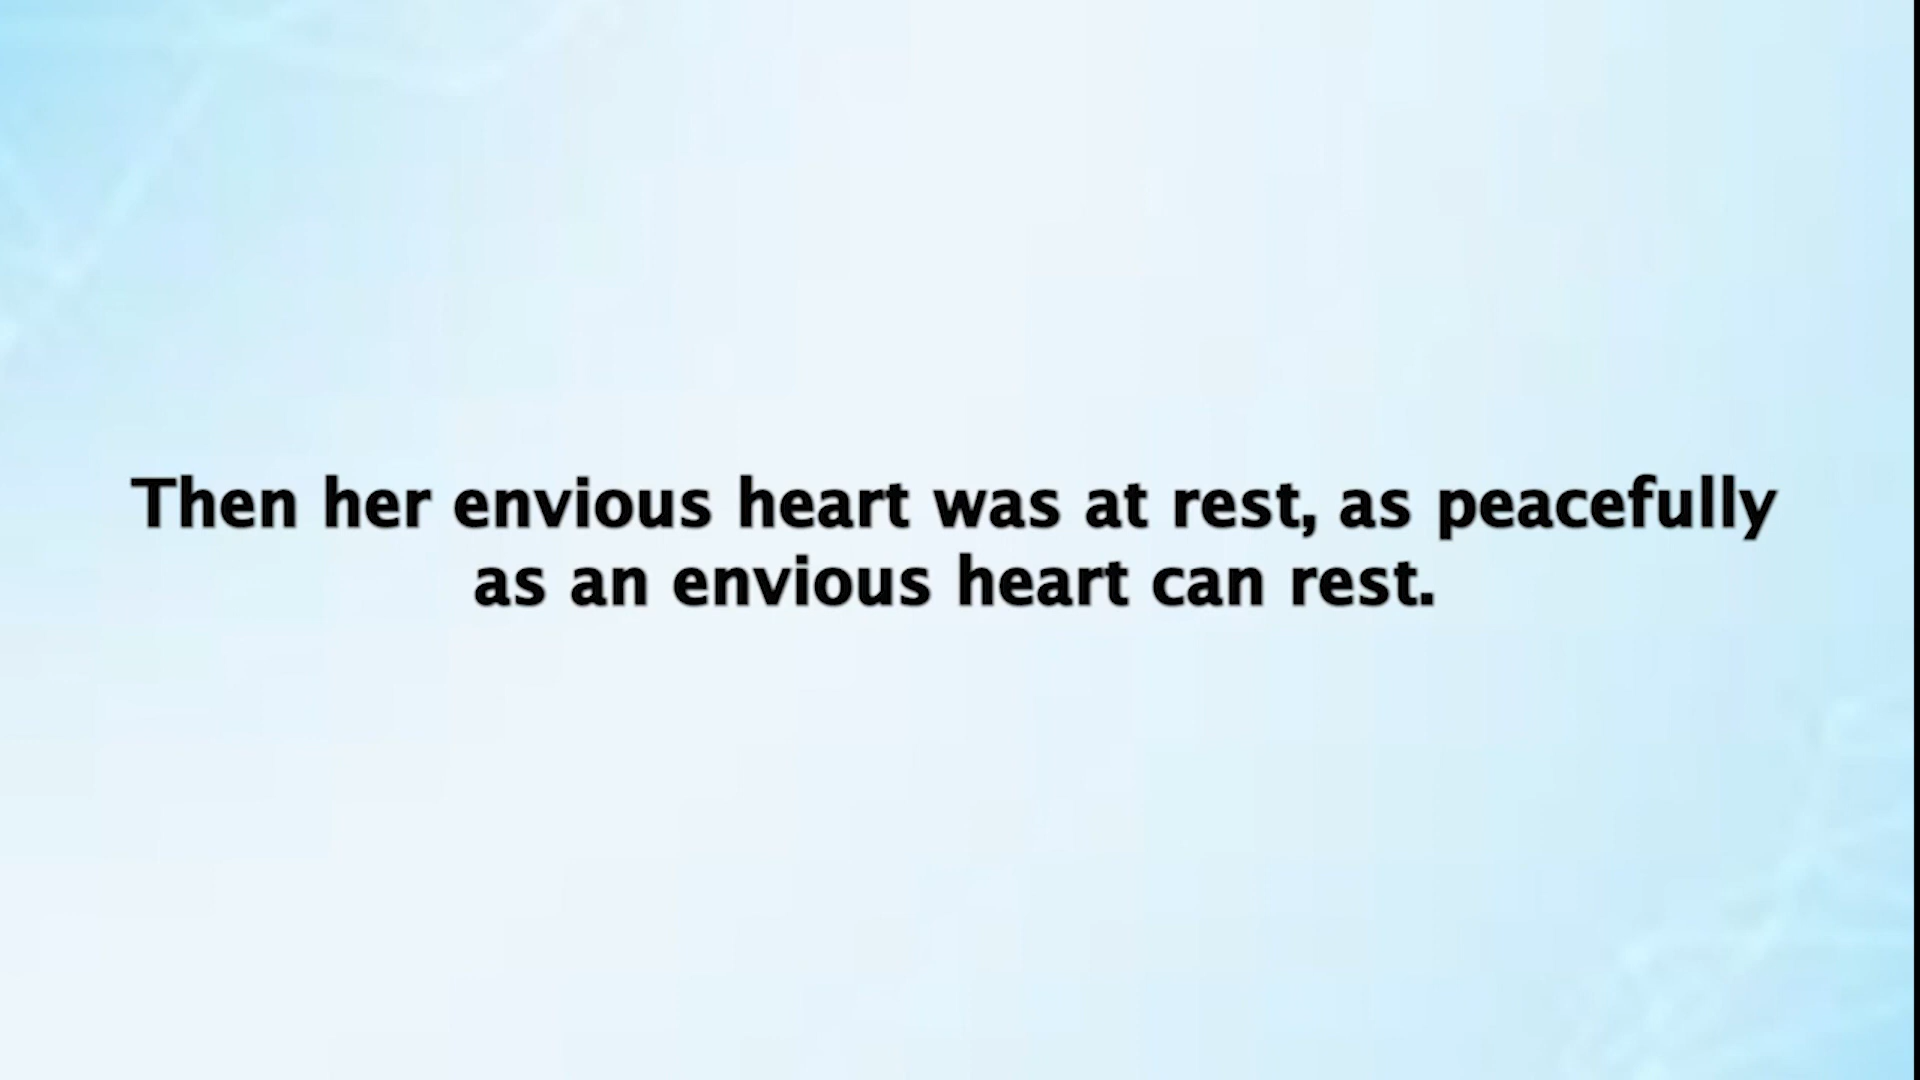 Then her envious heart was at rest, as peacefully
as an envious heart can rest.